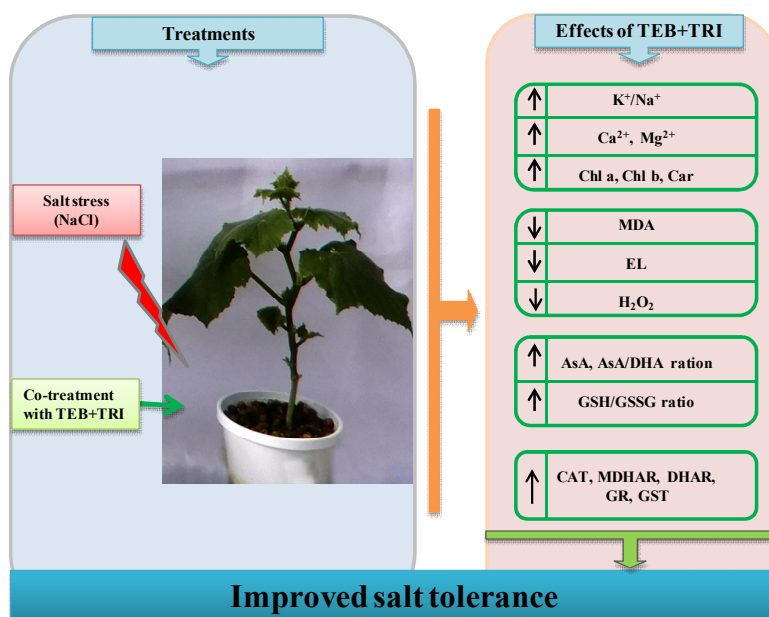 Treatments
Salt stress
(NaCl)
Co-treatment
with TEB+TRI
Effects of TEB+TRI
K⁺/Na⁺
Ca²⁺, Mg²⁺
Chl a, Chl b, Car
MDA
EL
H₂O₂
AsA, AsA/DHA ration
GSH/GSSG ratio
CAT, MDHAR, DHAR,
GR, GST
Improved salt tolerance